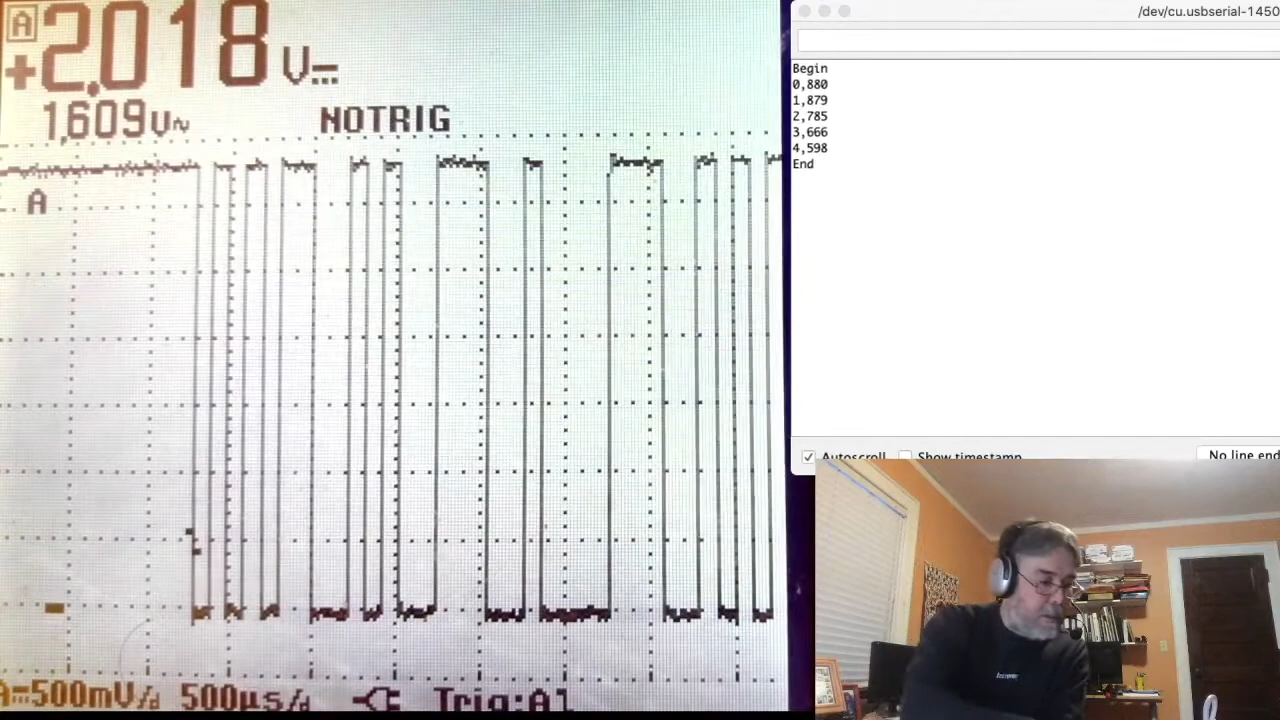 A
+2.018 V
1.609V
NOTRIG
A
A 500mV/d 500µs/d Trig:A1
/dev/cu.usbserial-1450
Begin
0,880
1,879
2,785
3,666
4,598
End
Autoscroll Show timestamp No line end